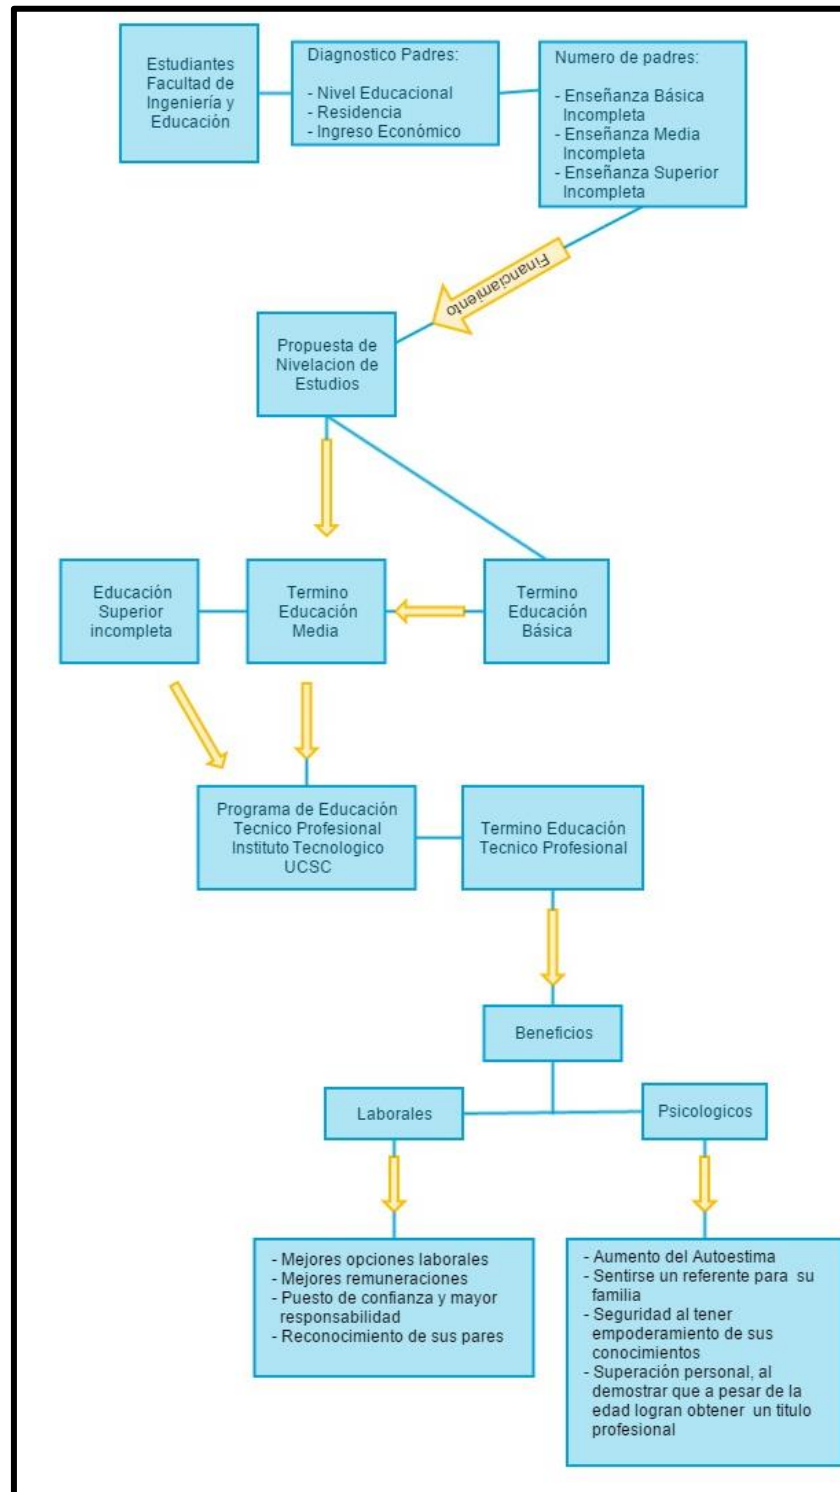 Estudiantes
Facultad de
Ingeniería y
Educación
Diagnostico Padres:
- Nivel Educacional
- Residencia
- Ingreso Económico
Numero de padres:
- Enseñanza Básica
Incompleta
- Enseñanza Media
Incompleta
- Enseñanza Superior
Incompleta
Financiamiento
Propuesta de
Nivelacion de
Estudios
Educación
Superior
incompleta
Termino
Educación
Media
Termino
Educación
Básica
Programa de Educación
Tecnico Profesional
Instituto Tecnologico
UCSC
Termino Educación
Tecnico Profesional
Beneficios
Laborales
Psicologicos
- Mejores opciones laborales
- Mejores remuneraciones
- Puesto de confianza y mayor
responsabilidad
- Reconocimiento de sus pares
- Aumento del Autoestima
- Sentirse un referente para su
familia
- Seguridad al tener
empoderamiento de sus
conocimientos
- Superación personal, al
demostrar que a pesar de la
edad logran obtener un titulo
profesional